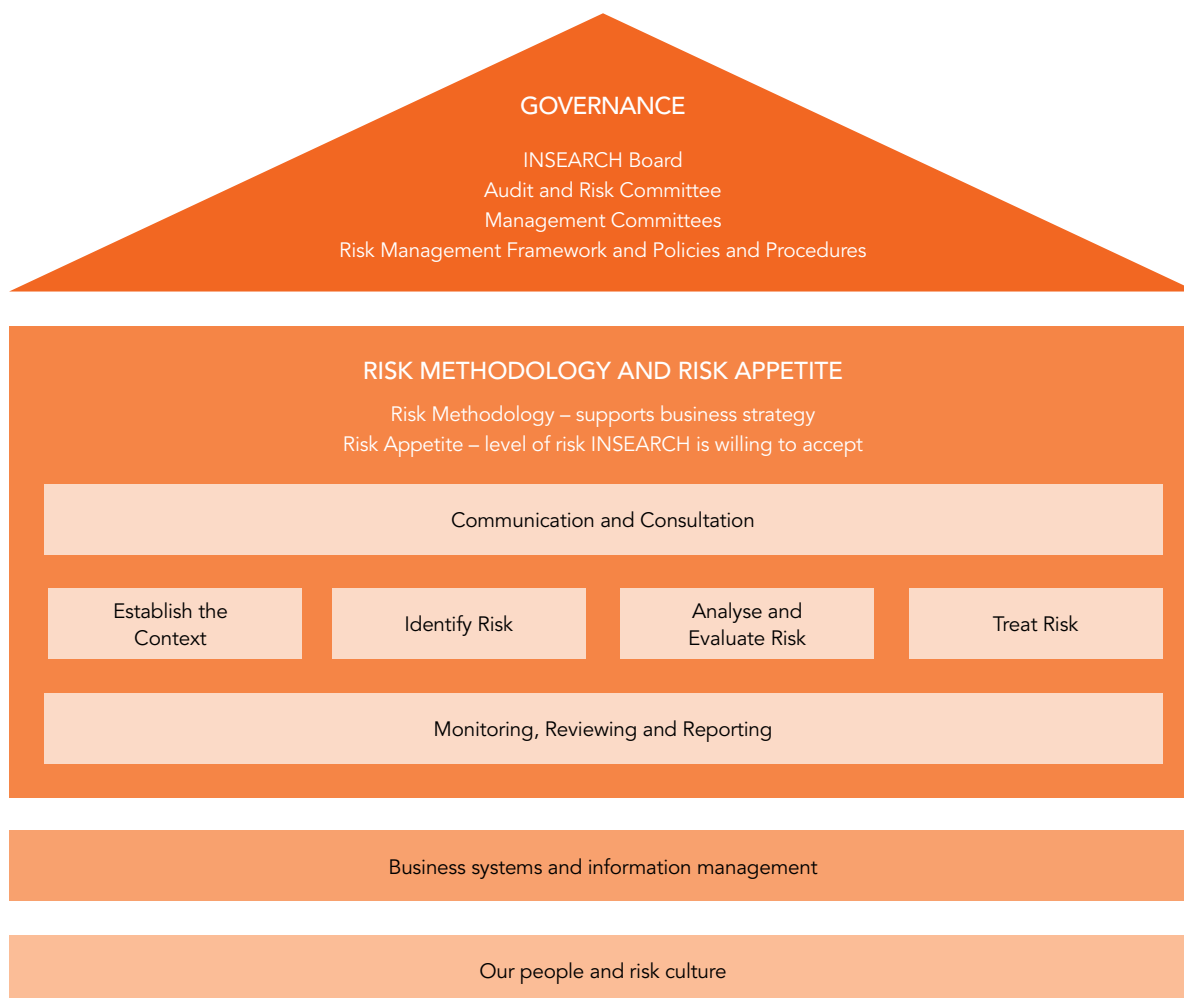 GOVERNANCE
INSEARCH Board
Audit and Risk Committee
Management Committees
Risk Management Framework and Policies and Procedures
RISK METHODOLOGY AND RISK APPETITE
Risk Methodology – supports business strategy
Risk Appetite – level of risk INSEARCH is willing to accept
Communication and Consultation
Establish the
Context
Identify Risk
Analyse and
Evaluate Risk
Treat Risk
Monitoring, Reviewing and Reporting
Business systems and information management
Our people and risk culture